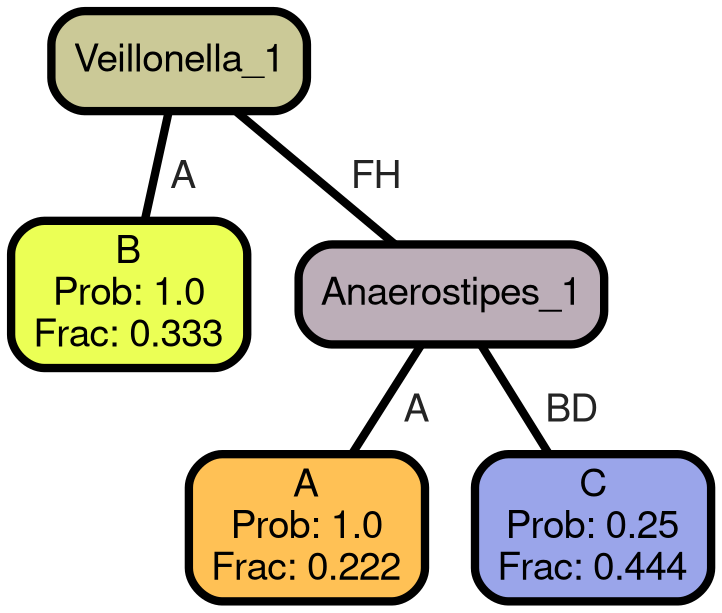 Veillonella_1
A
FH
B
Prob: 1.0
Frac: 0.333
Anaerostipes_1
A
BD
A
Prob: 1.0
Frac: 0.222
C
Prob: 0.25
Frac: 0.444